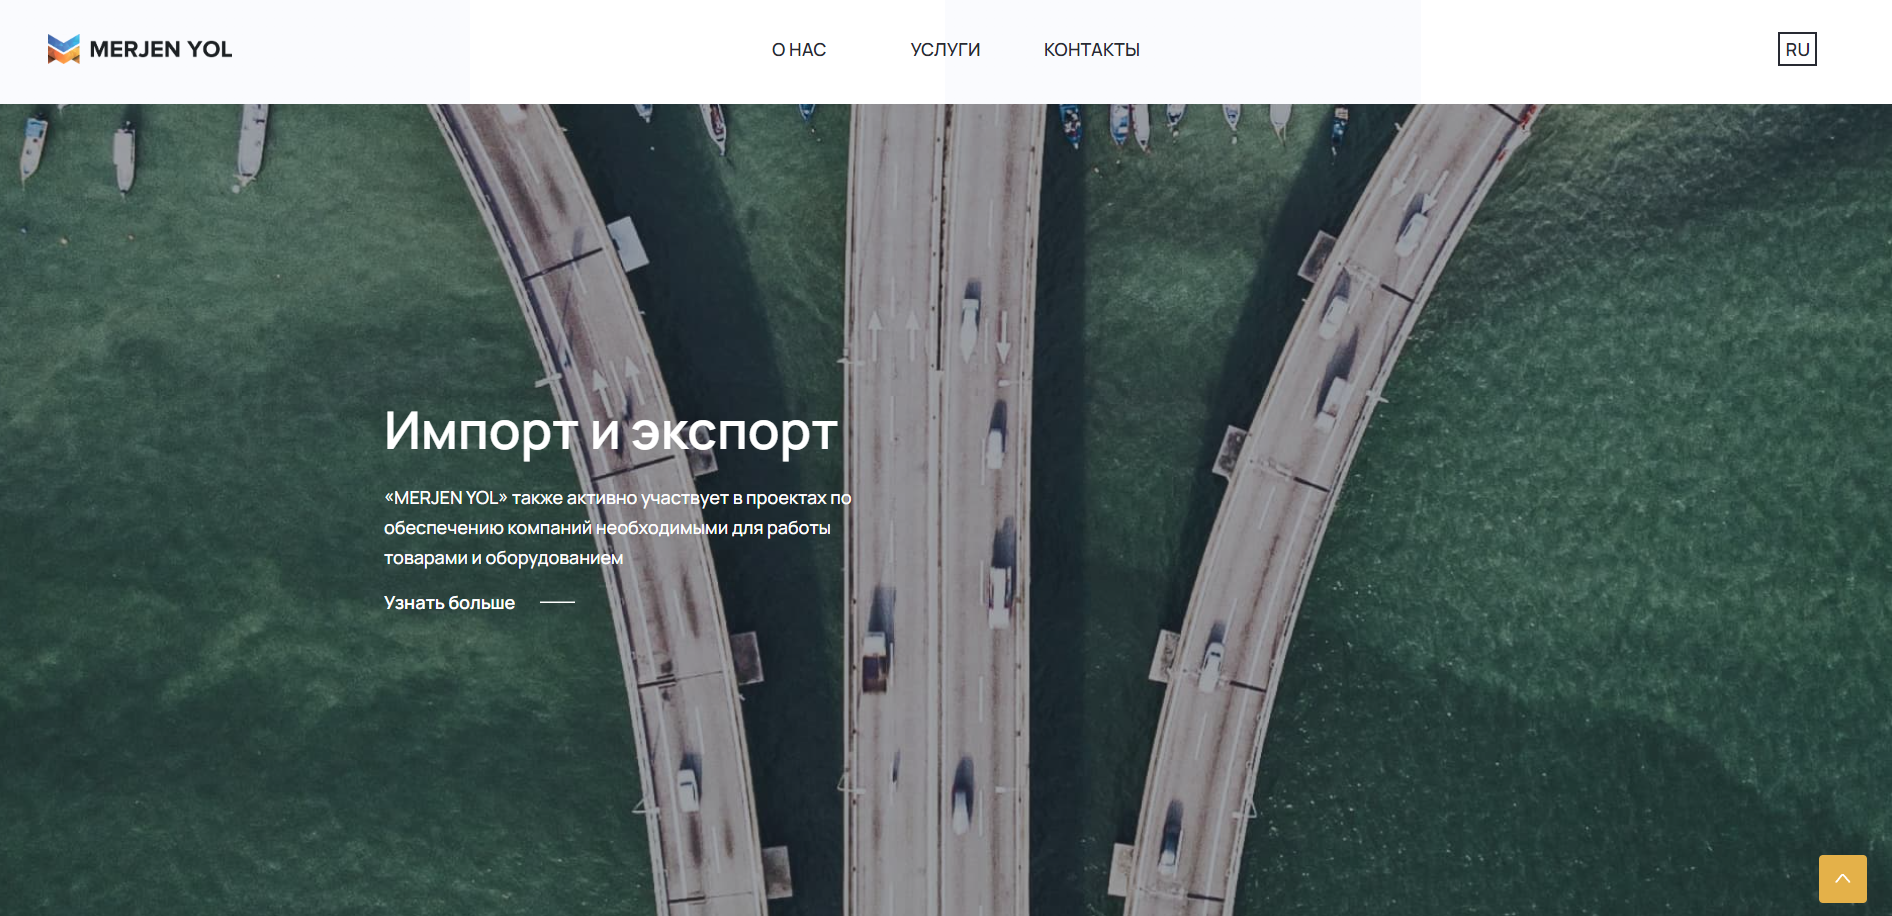 MERJEN YOL
О НАС
УСЛУГИ
КОНТАКТЫ
RU
Импорт и экспорт
«MERJEN YOL» также активно участвует в проектах по
обеспечению компаний необходимыми для работы
товарами и оборудованием
Узнать больше